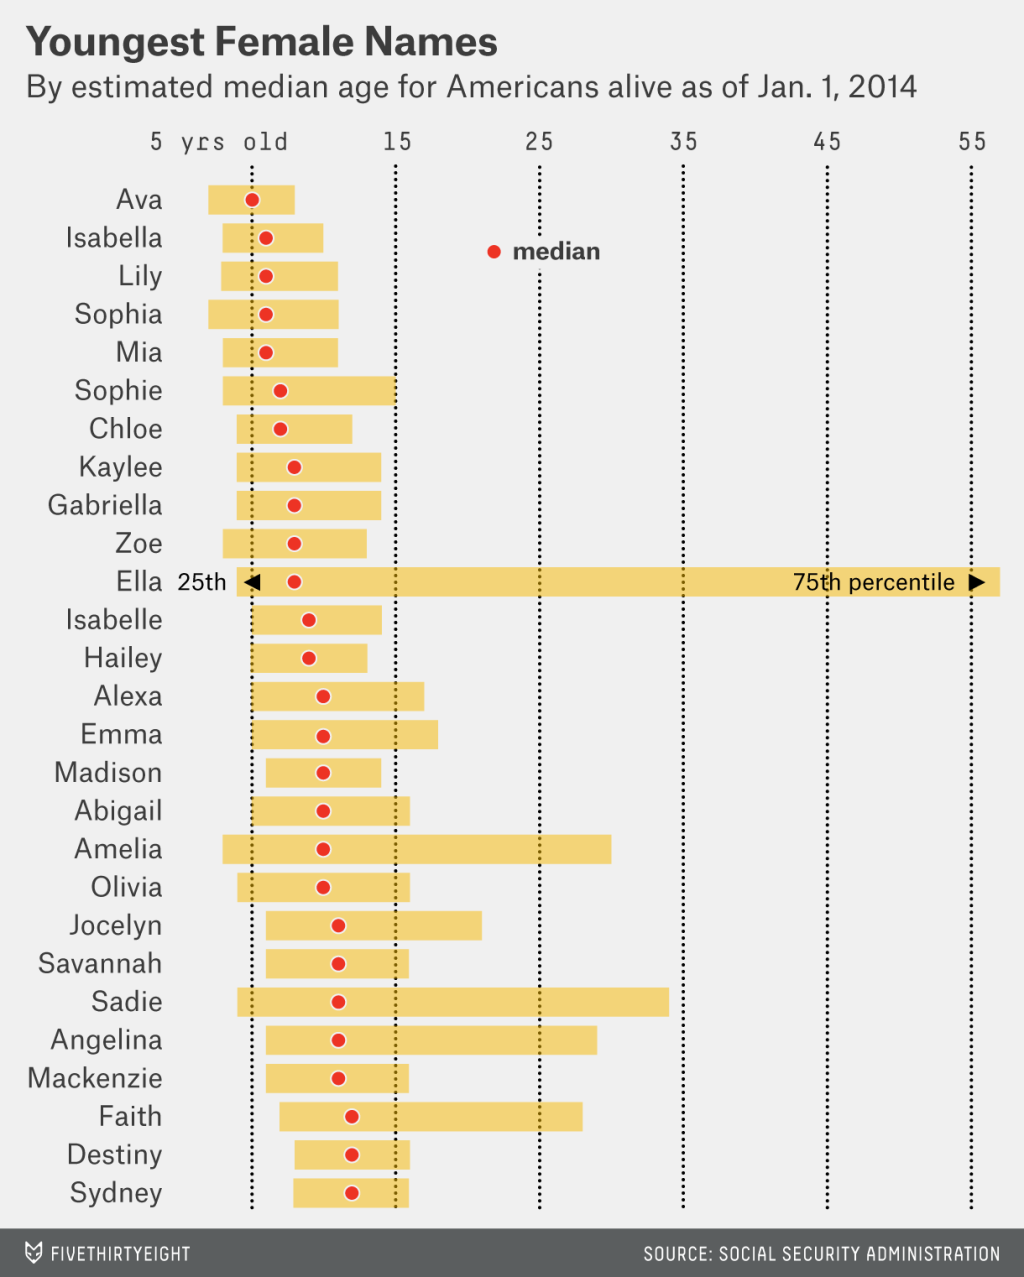 Youngest Female Names
By estimated median age for Americans alive as of Jan. 1, 2014
5 yrs old 15 25 35 45 55
Ava
Isabella
median
Lily
Sophia
Mia
Sophie
Chloe
Kaylee
Gabriella
Zoe
Ella 25th ◀ 75th percentile ▶
Isabelle
Hailey
Alexa
Emma
Madison
Abigail
Amelia
Olivia
Jocelyn
Savannah
Sadie
Angelina
Mackenzie
Faith
Destiny
Sydney
FIVETHIRTYEIGHT SOURCE: SOCIAL SECURITY ADMINISTRATION